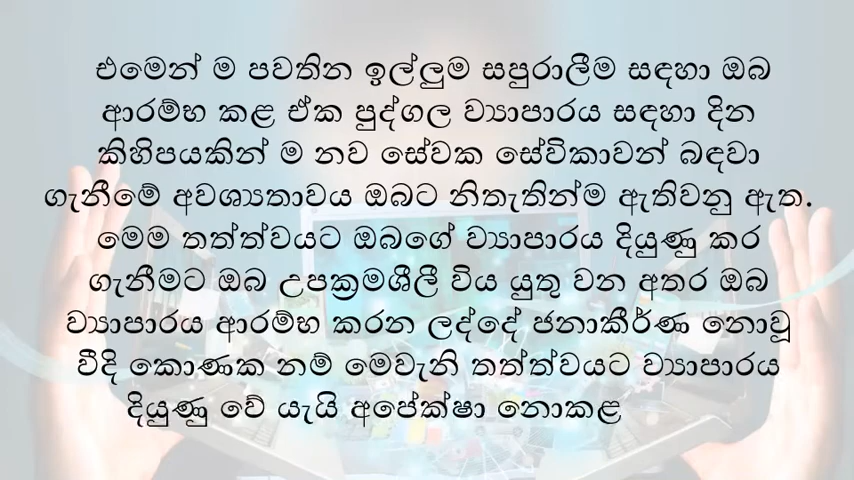 එමෙන් ම පවතින ඉල්ලුම සපුරාලීම සඳහා ඔබ
ආරම්භ කළ ඒක පුද්ගල ව්‍යාපාරය සඳහා දින
කිහිපයකින් ම නව සේවක සේවිකාවන් බඳවා
ගැනීමේ අවශ්‍යතාවය ඔබට නිතැතින්ම ඇතිවනු ඇත.
මෙම තත්ත්වයට ඔබගේ ව්‍යාපාරය දියුණු කර
ගැනීමට ඔබ උපක්‍රමශීලී විය යුතු වන අතර ඔබ
ව්‍යාපාරය ආරම්භ කරන ලද්දේ ජනාකීර්ණ නොවූ
වීදි කොණක නම් මෙවැනි තත්ත්වයට ව්‍යාපාරය
දියුණු වේ යැයි අපේක්ෂා නොකළ